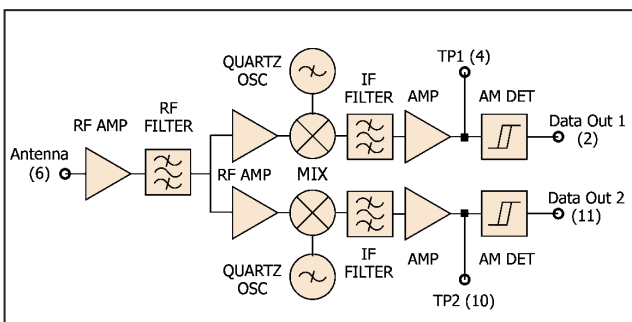 TP1 (4)
QUARTZ
OSC
IF
FILTER
AMP
AM DET
RF
FILTER
RF AMP
Data Out 1
(2)
Antenna
(6)
RF AMP
MIX
Data Out 2
(11)
QUARTZ
OSC
IF
FILTER
AMP
AM DET
TP2 (10)